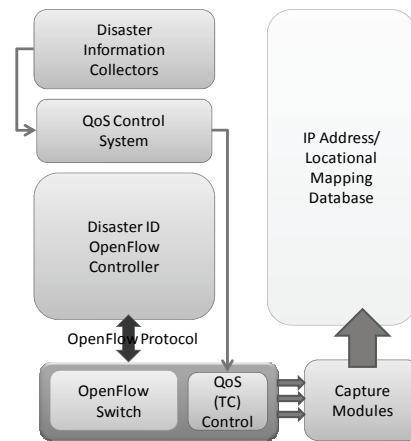 Disaster
Information
Collectors
QoS Control
System
IP Address/
Locational
Mapping
Database
Disaster ID
OpenFlow
Controller
OpenFlow Protocol
OpenFlow
Switch
QoS
(TC)
Control
Capture
Modules